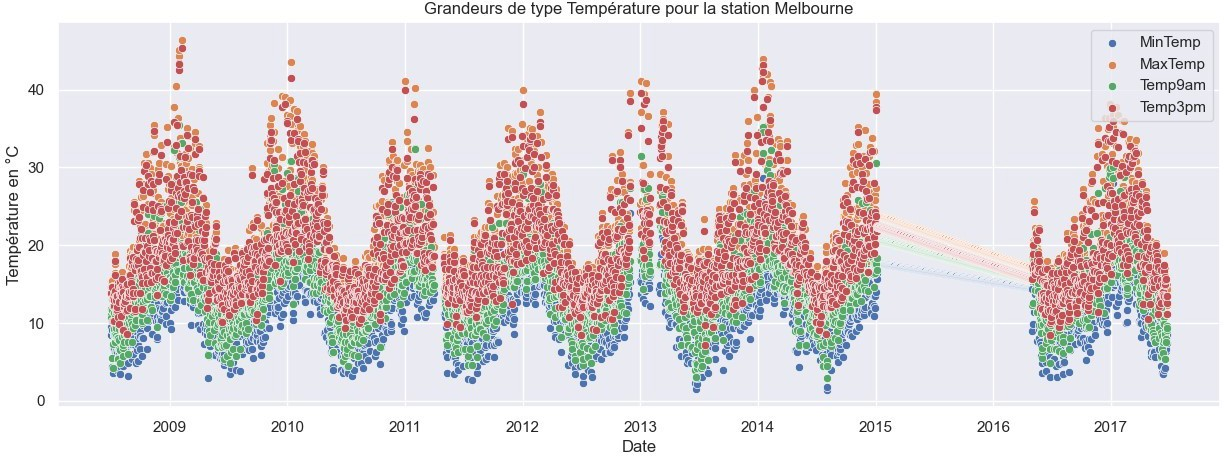 Grandeurs de type Température pour la station Melbourne
MinTemp
MaxTemp
Temp9am
Temp3pm
Température en °C
40
30
20
10
0
2009 2010 2011 2012 2013 2014 2015 2016 2017
Date